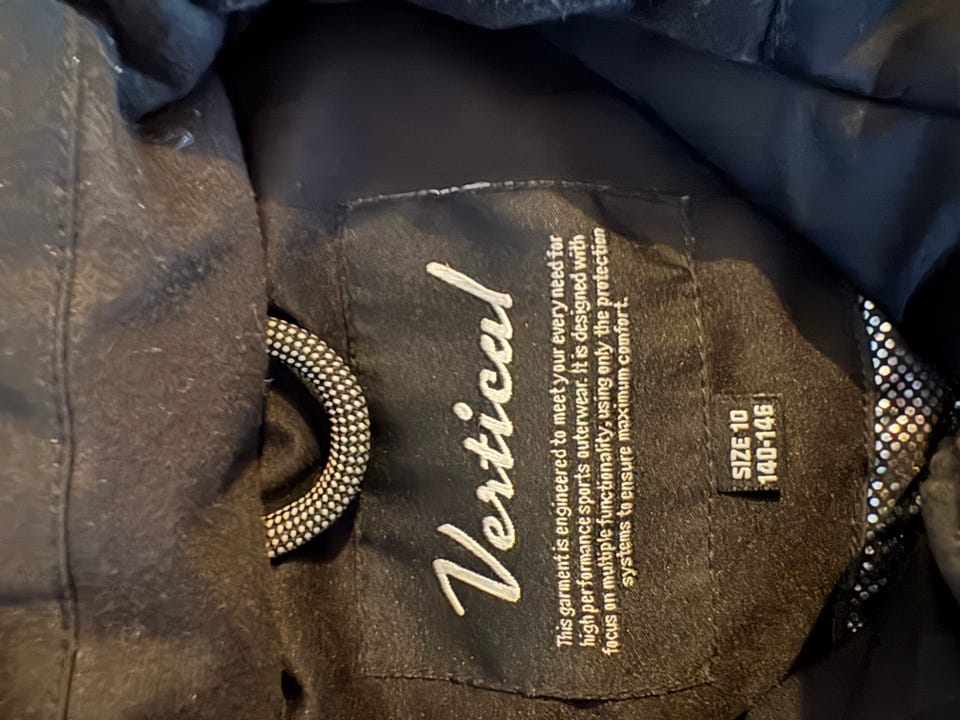 Vertical
This garment is engineered to meet your every need for
high performance sports outerwear. It is designed with
focus on multiple functionality, using only the protection
systems to ensure maximum comfort.
SIZE:10
140-146